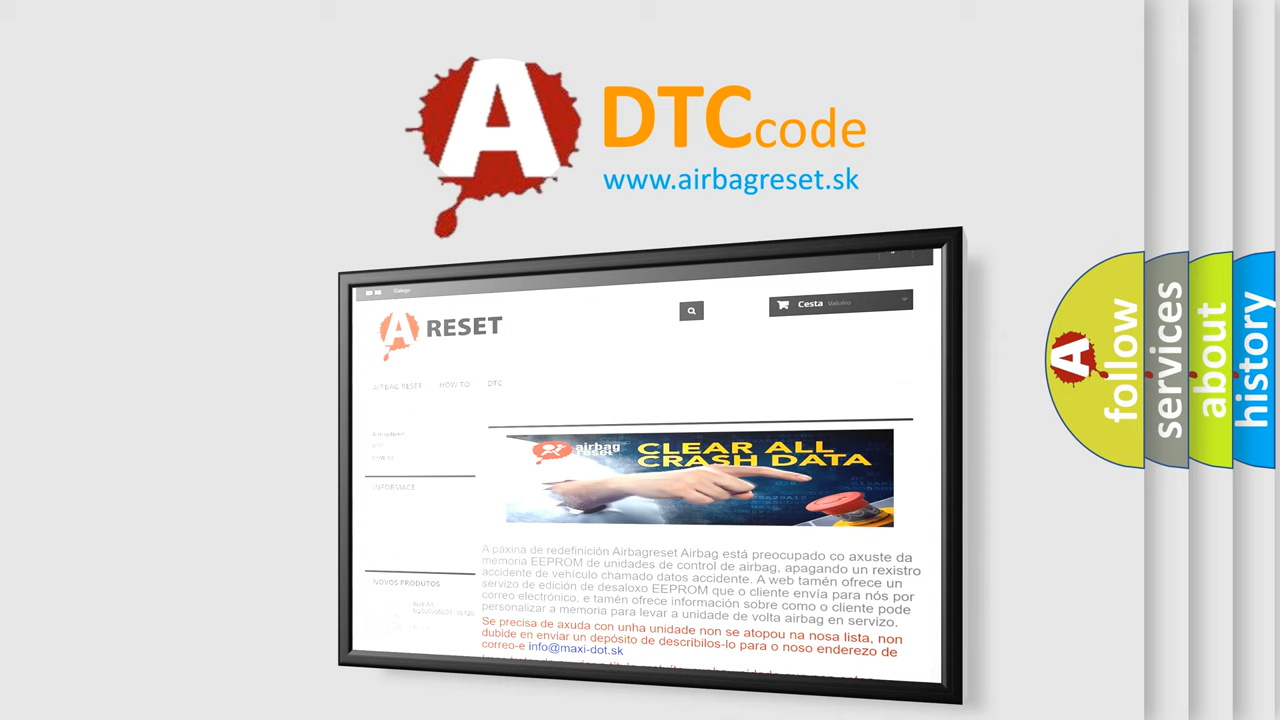 A
DTC code
www.airbagreset.sk
Galego
A RESET
Cesta Valeiro
AIRBAG RESET HOW TO DTC
INFORMACE
NOVOS PRODUTOS
airbag
reset
CLEAR ALL
CRASH DATA
A páxina de redefinición Airbagreset Airbag está preocupado co axuste da
memoria EEPROM de unidades de control de airbag, apagando un rexistro
accidente de vehículo chamado datos accidente. A web tamén ofrece un
servizo de edición de desaloxo EEPROM que o cliente envía para nós por
correo electrónico, e tamén ofrece información sobre como o cliente pode
personalizar a memoria para levar a unidade de volta airbag en servizo.
Se precisa de axuda con unha unidade non se atopou na nosa lista, non
dubide en enviar un depósito de describilos-lo para o noso enderezo de
correo-e info@maxi-dot.sk
A
follow
services
about
history